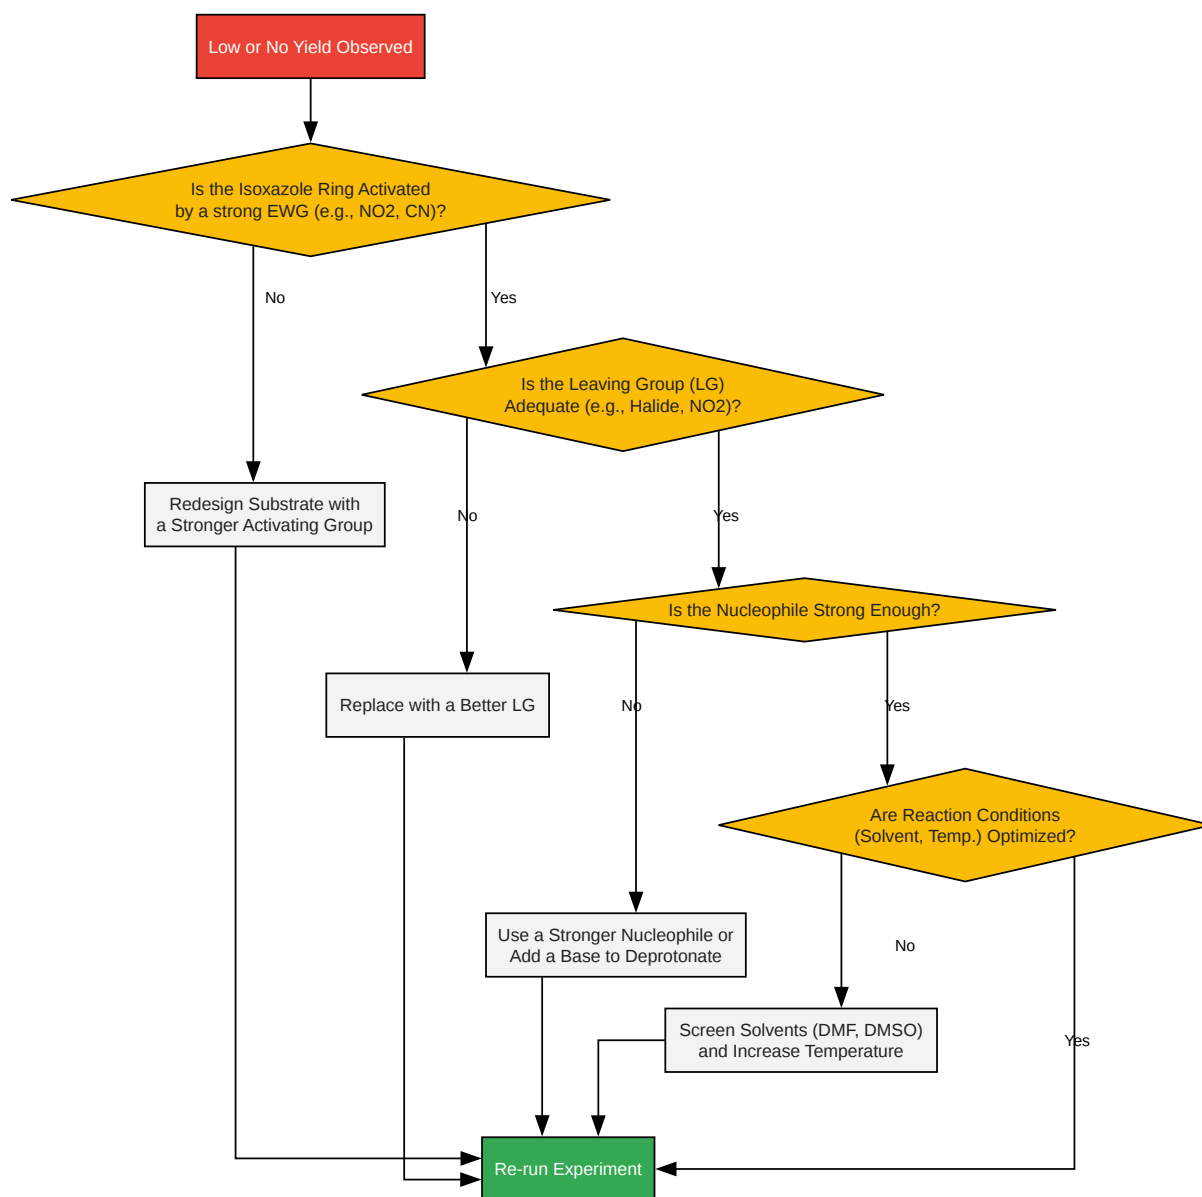 Low or No Yield Observed
Is the Isoxazole Ring Activated
by a strong EWG (e.g., NO2, CN)?
No
Yes
Is the Leaving Group (LG)
Adequate (e.g., Halide, NO2)?
Redesign Substrate with
a Stronger Activating Group
No
Yes
Is the Nucleophile Strong Enough?
Replace with a Better LG
No
Yes
Are Reaction Conditions
(Solvent, Temp.) Optimized?
Use a Stronger Nucleophile or
Add a Base to Deprotonate
No
Screen Solvents (DMF, DMSO)
and Increase Temperature
Yes
Re-run Experiment